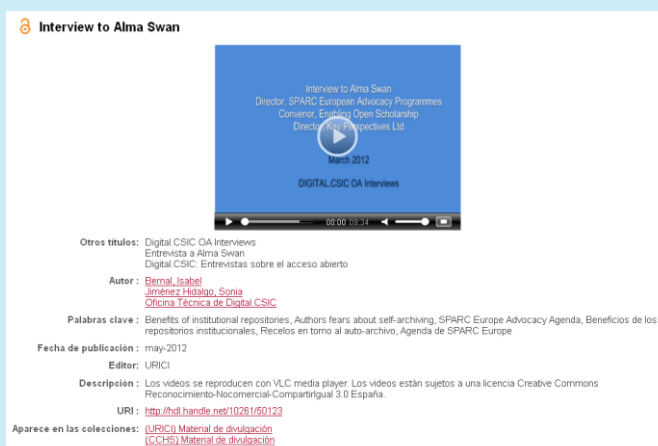 Interview to Alma Swan
Interview to Alma Swan
Director, SPARC European Advocacy Programmes
Convenor, Enabling Open Scholarship
Director, Key Perspectives Ltd
March 2012
DIGITAL.CSIC OA Interviews
00:00 09:34
Otros títulos: Digital.CSIC OA Interviews
Entrevista a Alma Swan
Digital.CSIC: Entrevistas sobre el acceso abierto
Autor : Bernal, Isabel
Jiménez Hidalgo, Sonia
Oficina Técnica de Digital.CSIC
Palabras clave : Benefits of institutional repositories, Authors fears about self-archiving, SPARC Europe Advocacy Agenda, Beneficios de los
repositorios institucionales, Recelos en torno al auto-archivo, Agenda de SPARC Europe
Fecha de publicación : may-2012
Editor: URICI
Descripción : Los videos se reproducen con VLC media player. Los videos están sujetos a una licencia Creative Commons
Reconocimiento-Nocomercial-CompartirIgual 3.0 España.
URI : http://hdl.handle.net/10261/50123
Aparece en las colecciones: (URICI) Material de divulgación
(CCHS) Material de divulgación